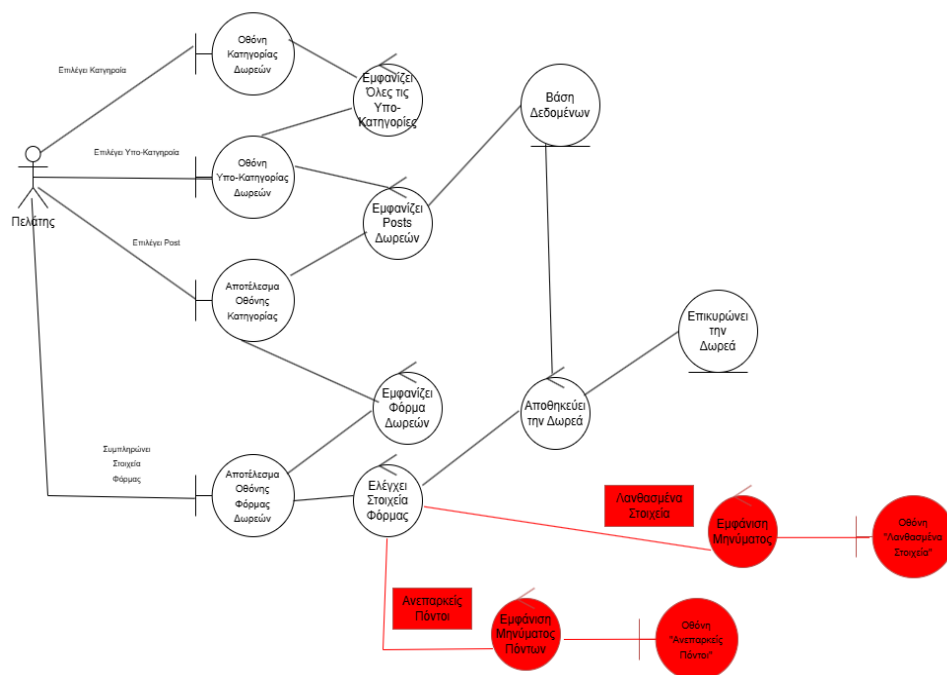 Οθόνη
Κατηγορίας
Δωρεών
Επιλέγει Κατγηροία
Εμφανίζει
Όλες τις
Υπο-
Κατηγορίες
Βάση
Δεδομένων
Επιλέγει Υπο-Κατγηροία
Οθόνη
Υπο-Κατηγορίας
Δωρεών
Πελάτης
Εμφανίζει
Posts
Δωρεών
Επιλέγει Post
Αποτέλεσμα
Οθόνης
Κατηγορίας
Επικυρώνει
την
Δωρεά
Εμφανίζει
Φόρμα
Δωρεών
Αποθηκεύει
την Δωρεά
Συμπληρώνει
Στοιχεία
Φόρμας
Αποτέλεσμα
Οθόνης
Φόρμας
Δωρεών
Ελέγχει
Στοιχεία
Φόρμας
Λανθασμένα
Στοιχεία
Εμφάνιση
Μηνύματος
Οθόνη
"Λανθασμένα
Στοιχεία"
Ανεπαρκείς
Πόντοι
Εμφάνιση
Μηνύματος
Πόντων
Οθόνη
"Ανεπαρκείς
Πόντοι"